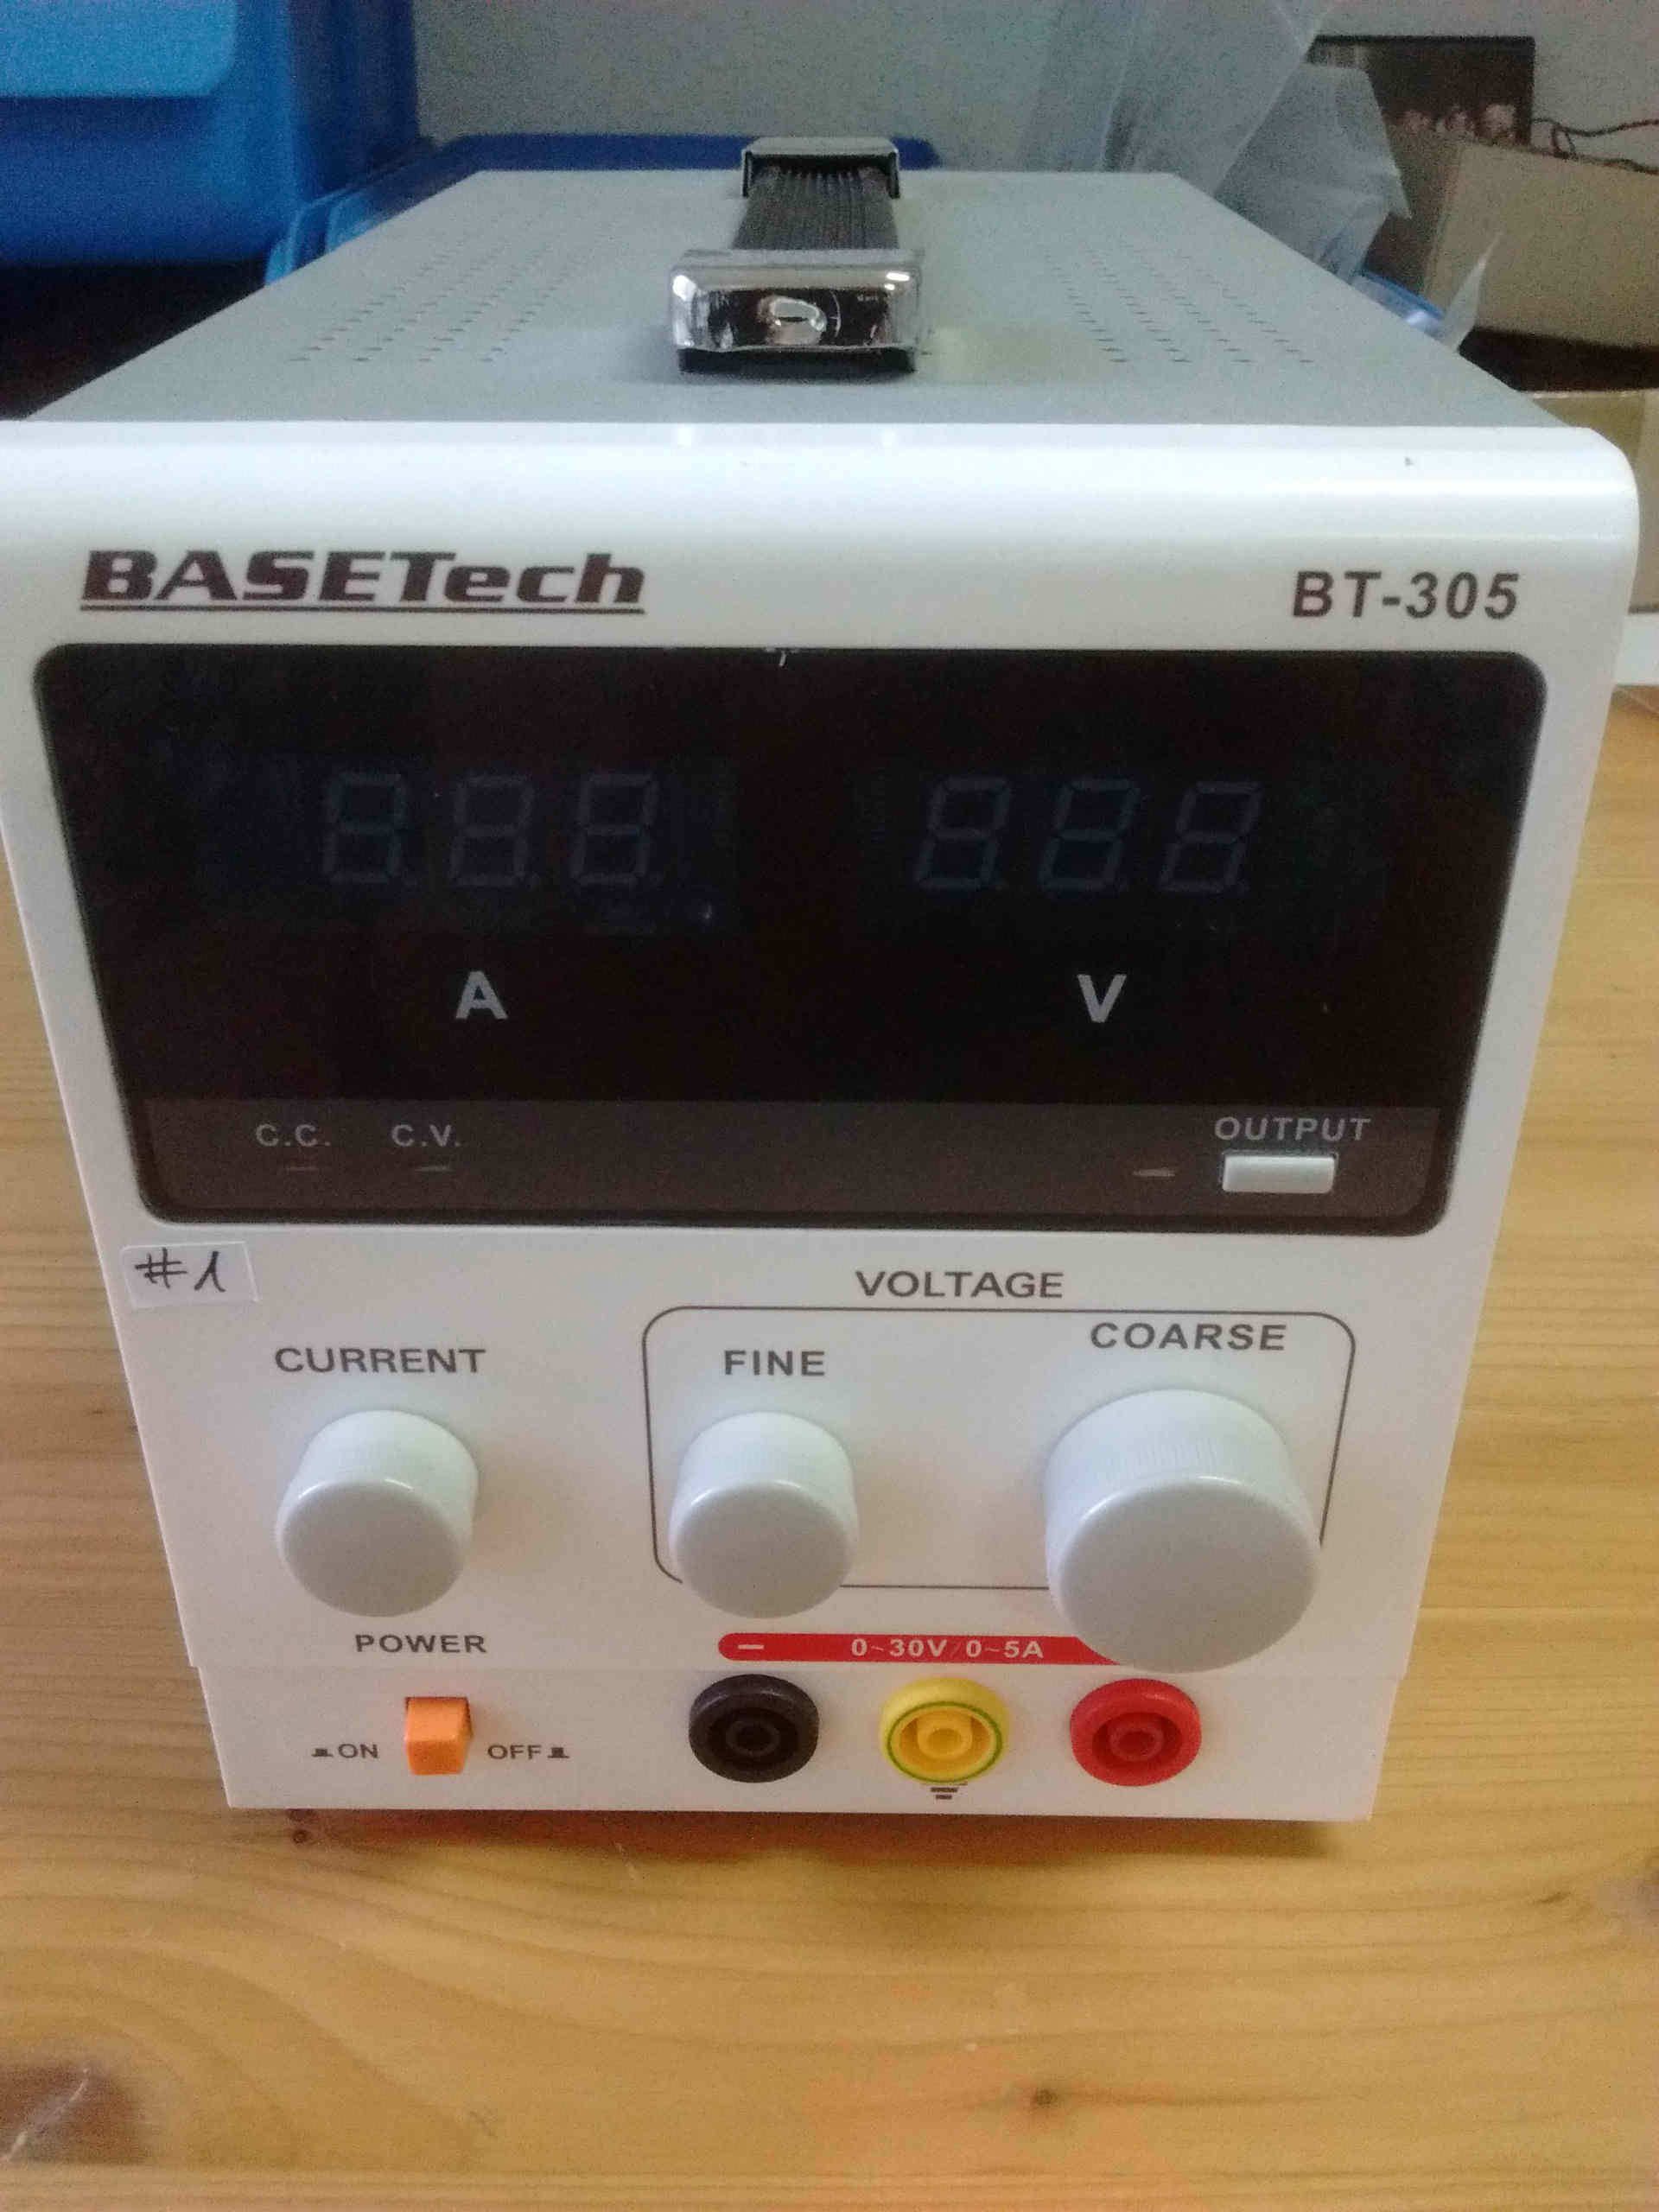 BASETech
BT-305
A
V
C.C.
C.V.
OUTPUT
#1
VOLTAGE
CURRENT
FINE
COARSE
POWER
— 0~30V/0~5A
ON
OFF